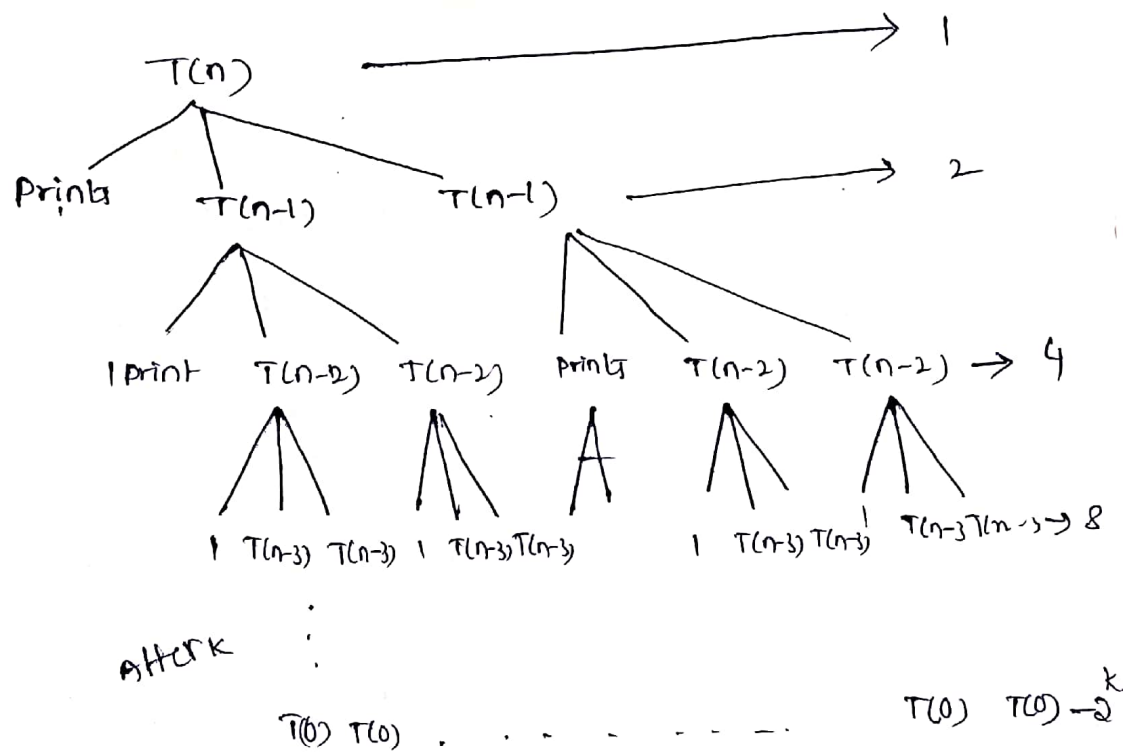 T(n) 1
Prints T(n-1) T(n-1) 2
1 print T(n-2) T(n-2) prints T(n-2) T(n-2) → 4
1 T(n-3) T(n-3) 1 T(n-3) T(n-3) 1 T(n-3) T(n-3) 1 T(n-3 T(n-3 → 8
After k
T(0) T(0) . . . - - - - . T(0) T(0) - 2^k